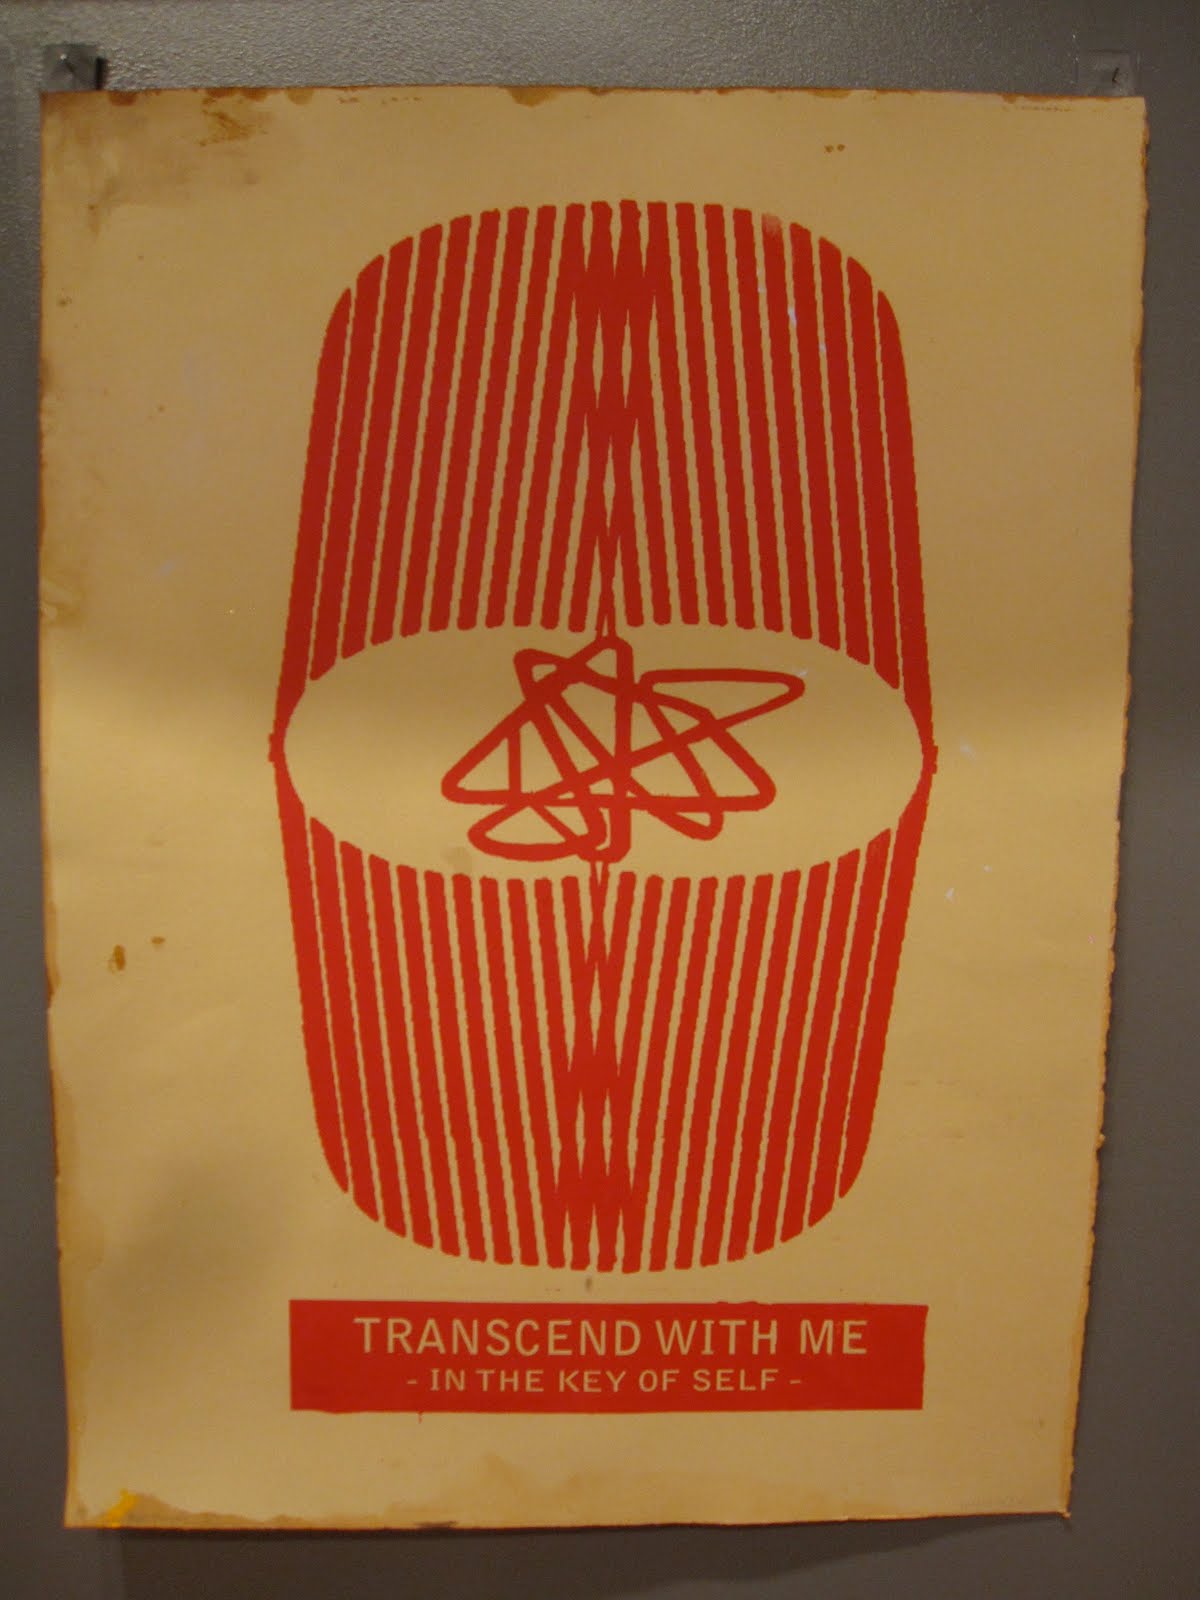 TRANSCEND WITH ME
- IN THE KEY OF SELF -